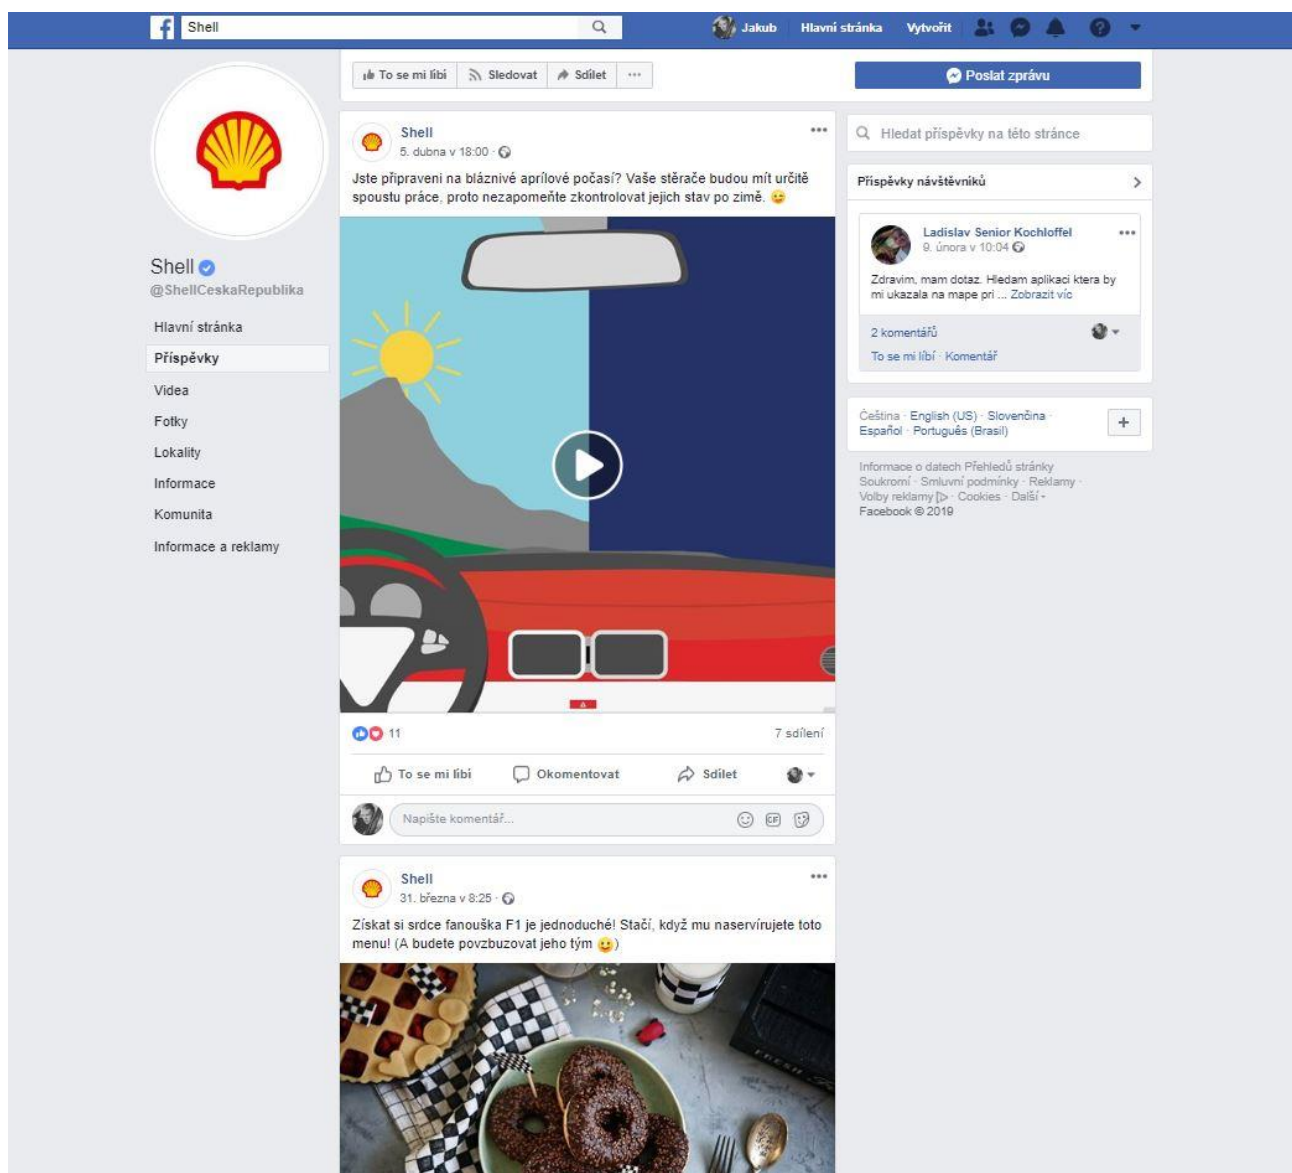 Shell
Jakub
Hlavní stránka
Vytvořit
To se mi líbí
Sledovat
Sdílet
Poslat zprávu
Shell
@ShellCeskaRepublika
Hlavní stránka
Příspěvky
Videa
Fotky
Lokality
Informace
Komunita
Informace a reklamy
Shell
5. dubna v 18:00 ·
Jste připraveni na bláznivé aprílové počasí? Vaše stěrače budou mít určitě
spoustu práce, proto nezapomeňte zkontrolovat jejich stav po zimě. 😉
11
7 sdílení
To se mi líbí
Okomentovat
Sdílet
Napište komentář...
GIF
Shell
31. března v 8:25 ·
Získat si srdce fanouška F1 je jednoduché! Stačí, když mu naservírujete toto
menu! (A budete povzbuzovat jeho tým 😀)
FRESH
Hledat příspěvky na této stránce
Příspěvky návštěvníků
Ladislav Senior Kochloffel
9. února v 10:04
Zdravim, mam dotaz. Hledam aplikaci ktera by
mi ukazala na mape pri ... Zobrazit víc
2 komentářů
To se mi líbí · Komentář
Čeština · English (US) · Slovenčina ·
Español · Português (Brasil)
Informace o datech Přehledů stránky
Soukromí · Smluvní podmínky · Reklamy ·
Volby reklamy · Cookies · Další
Facebook © 2019